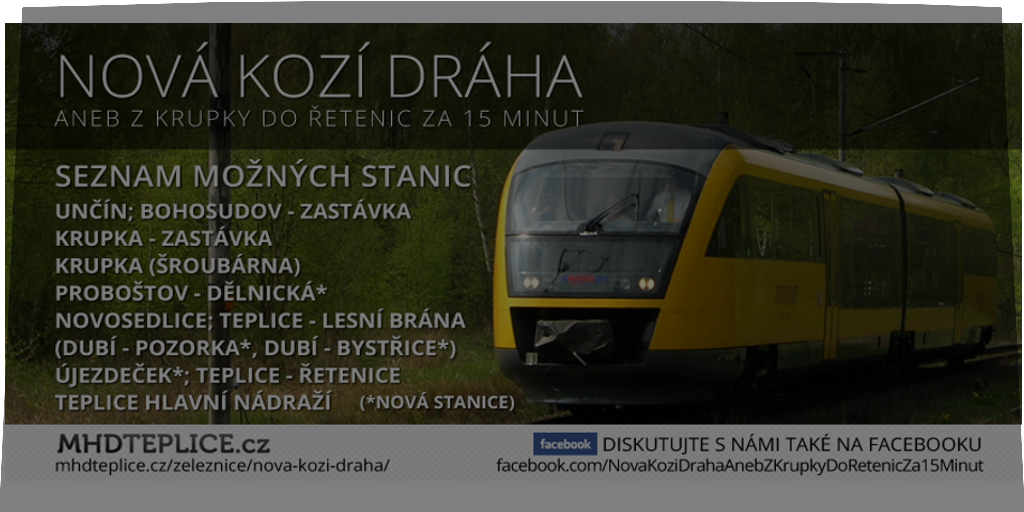 NOVÁ KOZÍ DRÁHA
ANEB Z KRUPKY DO ŘETENIC ZA 15 MINUT
SEZNAM MOŽNÝCH STANIC
UNČÍN; BOHOSUDOV - ZASTÁVKA
KRUPKA - ZASTÁVKA
KRUPKA (ŠROUBÁRNA)
PROBOŠTOV - DĚLNICKÁ*
NOVOSEDLICE; TEPLICE - LESNÍ BRÁNA
(DUBÍ - POZORKA*, DUBÍ - BYSTŘICE*)
ÚJEZDEČEK*; TEPLICE - ŘETENICE
TEPLICE HLAVNÍ NÁDRAŽÍ (*NOVÁ STANICE)
MHDTEPLICE.cz
mhdteplice.cz/zeleznice/nova-kozi-draha/
facebook DISKUTUJTE S NÁMI TAKÉ NA FACEBOOKU
facebook.com/NovaKoziDrahaAnebZKrupkyDoRetenicZa15Minut